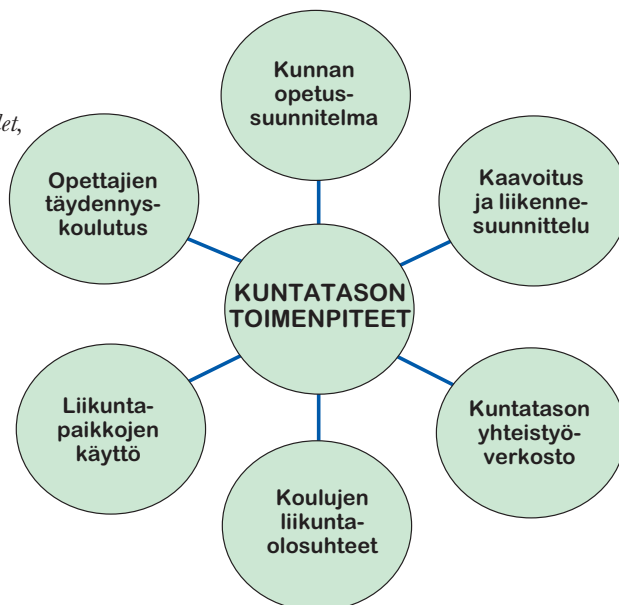 let,
Kunnan
opetus-
suunnitelma
Opettajien
täydennys-
koulutus
Kaavoitus
ja liikenne-
suunnittelu
KUNTATASON
TOIMENPITEET
Liikunta-
paikkojen
käyttö
Kuntatason
yhteistyö-
verkosto
Koulujen
liikunta-
olosuhteet